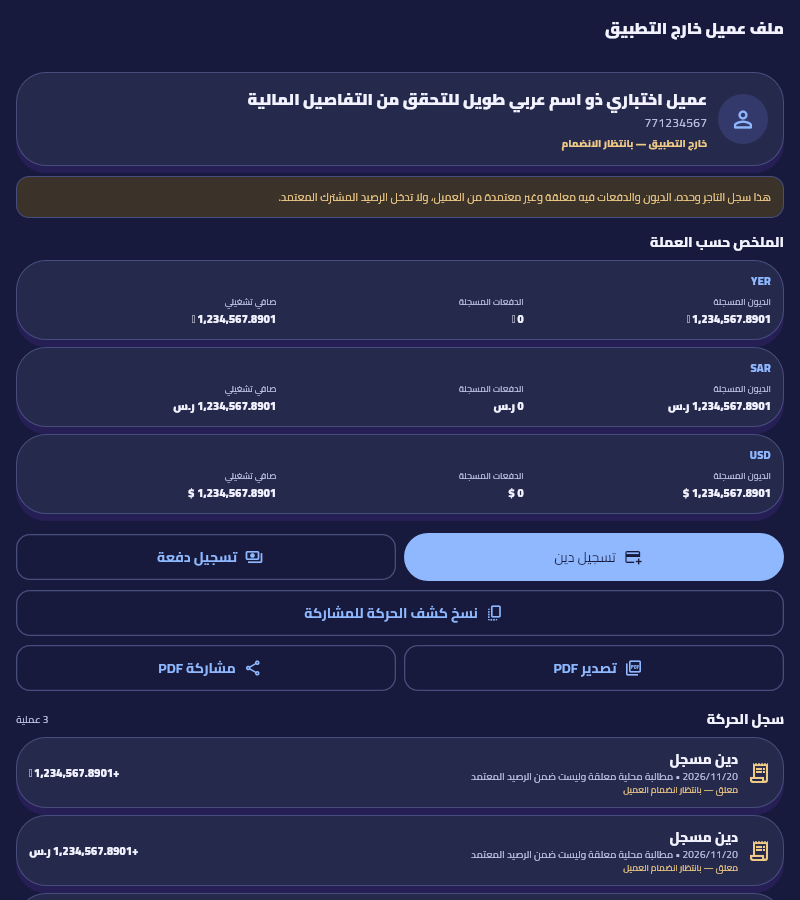 ملف عميل خارج التطبيق
عميل اختباري ذو اسم عربي طويل للتحقق من التفاصيل المالية
771234567
خارج التطبيق — بانتظار الانضمام
هذا سجل التاجر وحده. الديون والدفعات فيه معلقة وغير معتمدة من العميل، ولا تدخل الرصيد المشترك المعتمد.
الملخص حسب العملة
YER
الديون المسجلة الدفعات المسجلة صافي تشغيلي
1,234,567.8901 0 1,234,567.8901
SAR
الديون المسجلة الدفعات المسجلة صافي تشغيلي
1,234,567.8901 ر.س 0 ر.س 1,234,567.8901 ر.س
USD
الديون المسجلة الدفعات المسجلة صافي تشغيلي
1,234,567.8901 $ 0 $ 1,234,567.8901 $
تسجيل دين تسجيل دفعة
نسخ كشف الحركة للمشاركة
تصدير PDF مشاركة PDF
سجل الحركة 3 عملية
دين مسجل
+1,234,567.8901
2026/11/20 • مطالبة محلية معلقة وليست ضمن الرصيد المعتمد
معلق — بانتظار انضمام العميل
دين مسجل
+1,234,567.8901 ر.س
2026/11/20 • مطالبة محلية معلقة وليست ضمن الرصيد المعتمد
معلق — بانتظار انضمام العميل